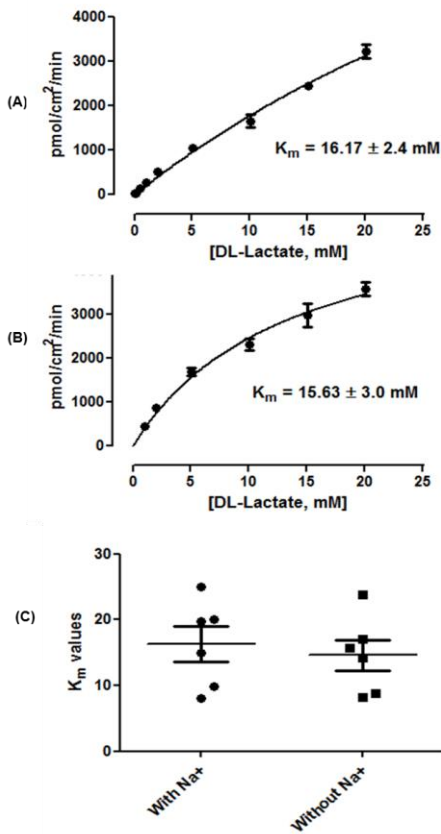 (A)
pmol/cm²/min
4000
3000
2000
1000
0
Kₘ = 16.17 ± 2.4 mM
0 5 10 15 20 25
[DL-Lactate, mM]
(B)
pmol/cm²/min
3000
2000
1000
0
Kₘ = 15.63 ± 3.0 mM
0 5 10 15 20 25
[DL-Lactate, mM]
(C)
Kₘ values
30
20
10
0
With Na+
Without Na+